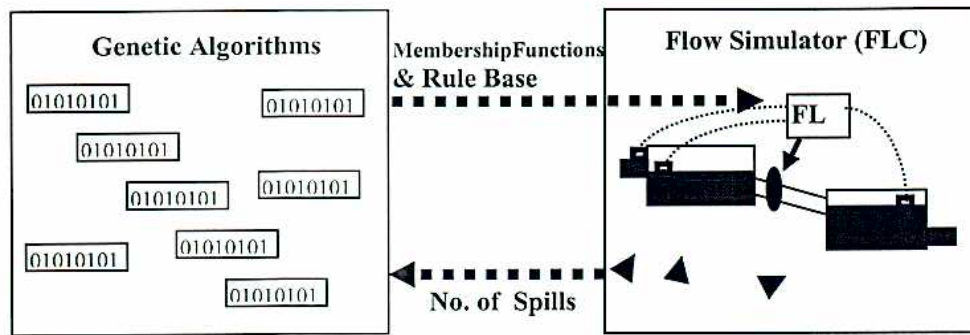 Genetic Algorithms
01010101
01010101
01010101
01010101
01010101
01010101
01010101
01010101
MembershipFunctions
& Rule Base
No. of Spills
Flow Simulator (FLC)
FL